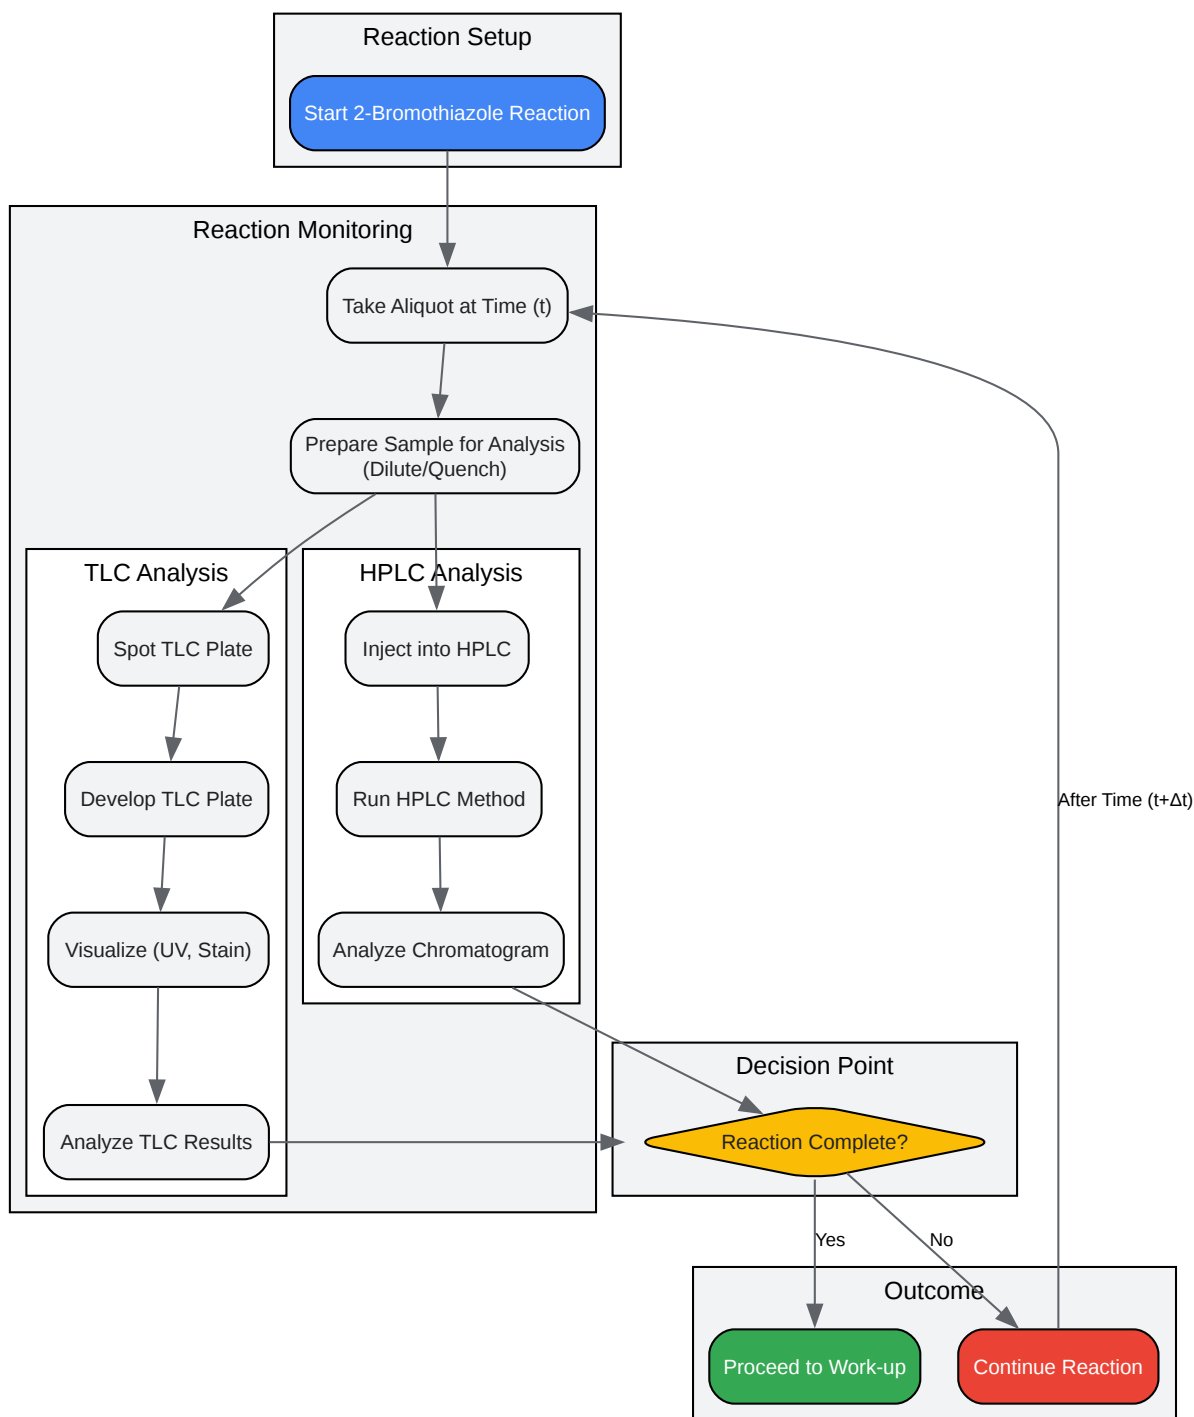 Reaction Setup
Start 2-Bromothiazole Reaction
Reaction Monitoring
Take Aliquot at Time (t)
Prepare Sample for Analysis
(Dilute/Quench)
TLC Analysis
HPLC Analysis
Spot TLC Plate
Inject into HPLC
Develop TLC Plate
Run HPLC Method
After Time (t+Δt)
Visualize (UV, Stain)
Analyze Chromatogram
Decision Point
Analyze TLC Results
Reaction Complete?
Yes
No
Outcome
Proceed to Work-up
Continue Reaction